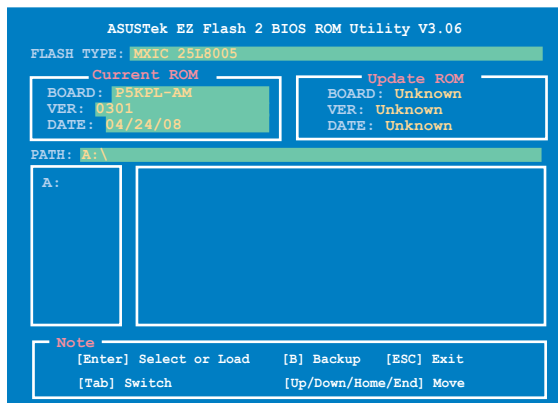 ASUSTek EZ Flash 2 BIOS ROM Utility V3.06
FLASH TYPE: MXIC 25L8005
Current ROM
BOARD: P5KPL-AM
VER: 0301
DATE: 04/24/08
Update ROM
BOARD: Unknown
VER: Unknown
DATE: Unknown
PATH: A:\
A:
Note
[Enter] Select or Load [B] Backup [ESC] Exit
[Tab] Switch [Up/Down/Home/End] Move